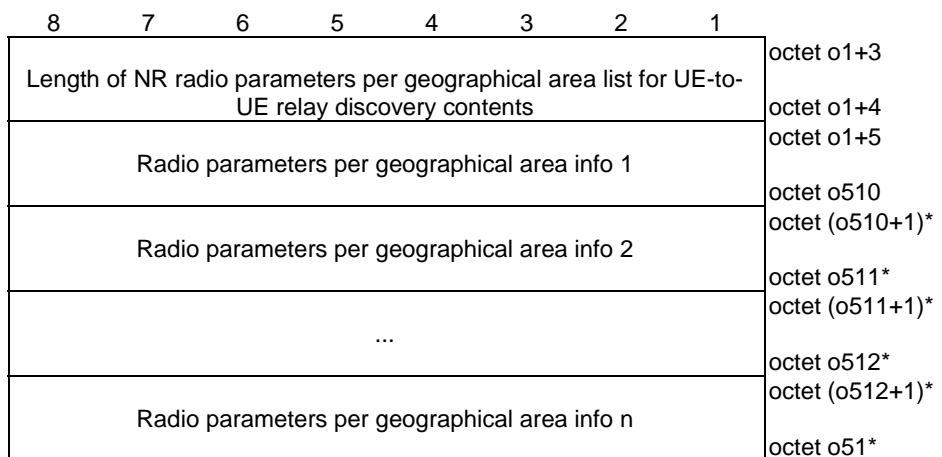 8 7 6 5 4 3 2 1
octet o1+3
Length of NR radio parameters per geographical area list for UE-to-
UE relay discovery contents
octet o1+4
octet o1+5
Radio parameters per geographical area info 1
octet o510
octet (o510+1)*
Radio parameters per geographical area info 2
octet o511*
octet (o511+1)*
...
octet o512*
octet (o512+1)*
Radio parameters per geographical area info n
octet o51*